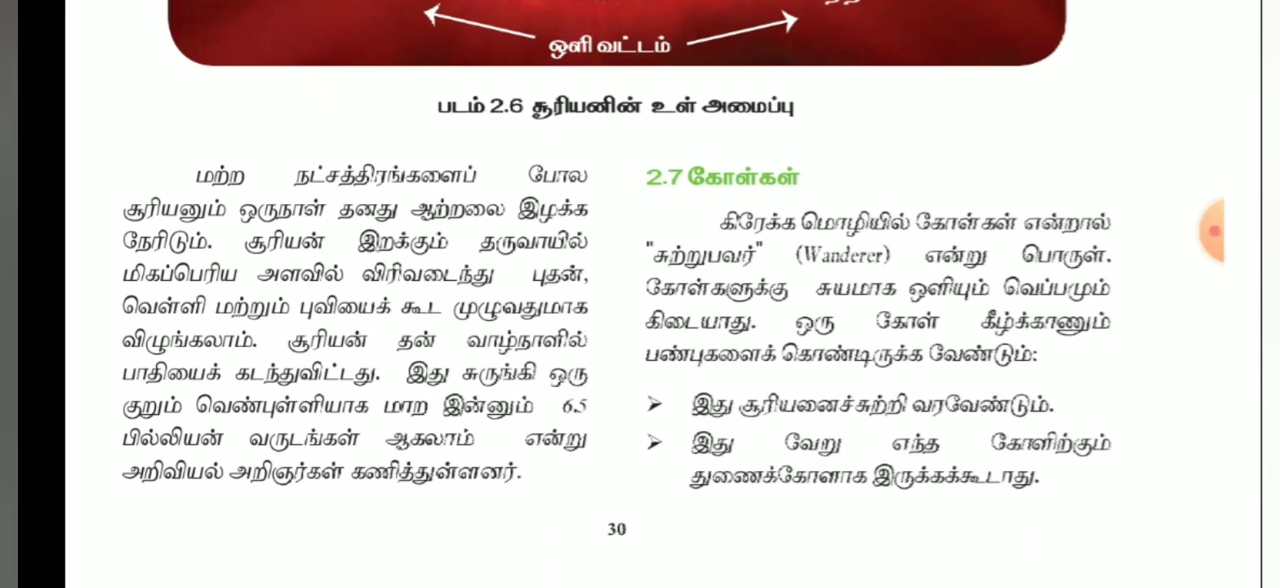 ஒளி வட்டம்
படம் 2.6 சூரியனின் உள் அமைப்பு
மற்ற நட்சத்திரங்களைப் போல
சூரியனும் ஒருநாள் தனது ஆற்றலை இழக்க
நேரிடும். சூரியன் இறக்கும் தருவாயில்
மிகப்பெரிய அளவில் விரிவடைந்து புதன்,
வெள்ளி மற்றும் புவியைக் கூட முழுவதுமாக
விழுங்கலாம். சூரியன் தன் வாழ்நாளில்
பாதியைக் கடந்துவிட்டது. இது சுருங்கி ஒரு
குறும் வெண்புள்ளியாக மாற இன்னும் 6.5
பில்லியன் வருடங்கள் ஆகலாம் என்று
அறிவியல் அறிஞர்கள் கணித்துள்ளனர்.
2.7 கோள்கள்
கிரேக்க மொழியில் கோள்கள் என்றால்
"சுற்றுபவர்" (Wanderer) என்று பொருள்.
கோள்களுக்கு சுயமாக ஒளியும் வெப்பமும்
கிடையாது. ஒரு கோள் கீழ்க்காணும்
பண்புகளைக் கொண்டிருக்க வேண்டும்:
➤ இது சூரியனைச்சுற்றி வரவேண்டும்.
➤ இது வேறு எந்த கோளிற்கும்
துணைக்கோளாக இருக்கக்கூடாது.
30